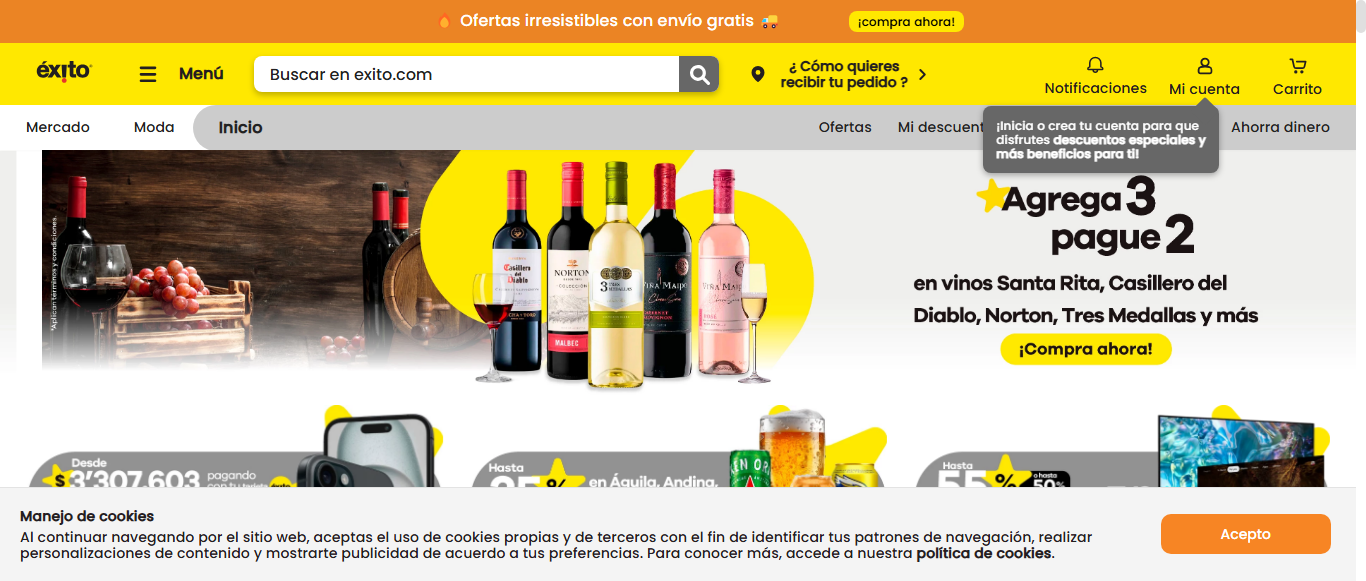 Ofertas irresistibles con envío gratis
¡compra ahora!
éxito
Menú
Buscar en exito.com
¿ Cómo quieres
recibir tu pedido ?
Notificaciones
Mi cuenta
Carrito
Mercado
Moda
Inicio
Ofertas
Mi descuent
Ahorra dinero
¡Inicia o crea tu cuenta para que
disfrutes descuentos especiales y
más beneficios para ti!
*Aplican términos y condiciones.
Casillero
del
Diablo
NORTON
COLECCIÓN
MALBEC
3 TRES
MEDALLAS
VIÑA MAIPO
VIÑA MAIPO
Agrega 3
pague 2
en vinos Santa Rita, Casillero del
Diablo, Norton, Tres Medallas y más
¡Compra ahora!
Desde
$3'307.603
pagando
con tu tarjeta éxito
Hasta
%
en Águila, Andina,
Hasta
55%
o hasta
50%
Manejo de cookies
Al continuar navegando por el sitio web, aceptas el uso de cookies propias y de terceros con el fin de identificar tus patrones de navegación, realizar
personalizaciones de contenido y mostrarte publicidad de acuerdo a tus preferencias. Para conocer más, accede a nuestra política de cookies.
Acepto